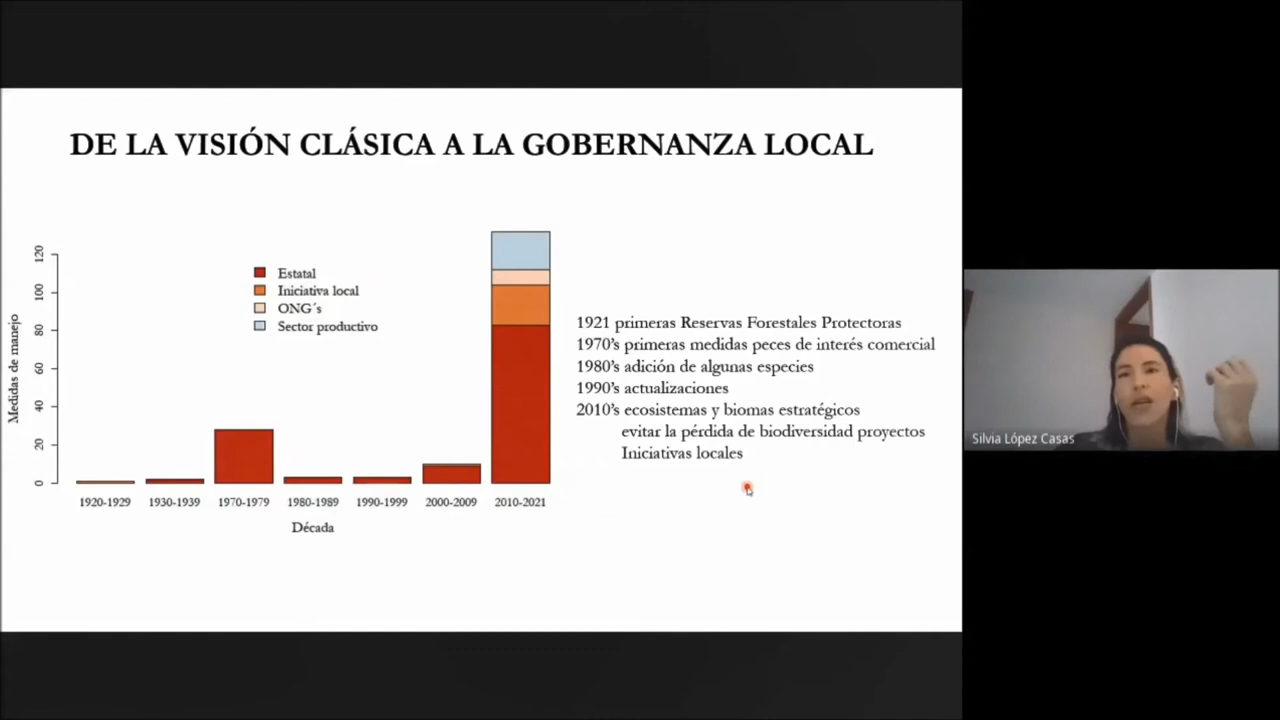 DE LA VISIÓN CLÁSICA A LA GOBERNANZA LOCAL
Medidas de manejo
120
100
80
60
40
20
0
Estatal
Iniciativa local
ONG´s
Sector productivo
1920-1929
1930-1939
1970-1979
1980-1989
1990-1999
2000-2009
2010-2021
Década
1921 primeras Reservas Forestales Protectoras
1970’s primeras medidas peces de interés comercial
1980’s adición de algunas especies
1990’s actualizaciones
2010’s ecosistemas y biomas estratégicos
evitar la pérdida de biodiversidad proyectos
Iniciativas locales
Silvia López Casas